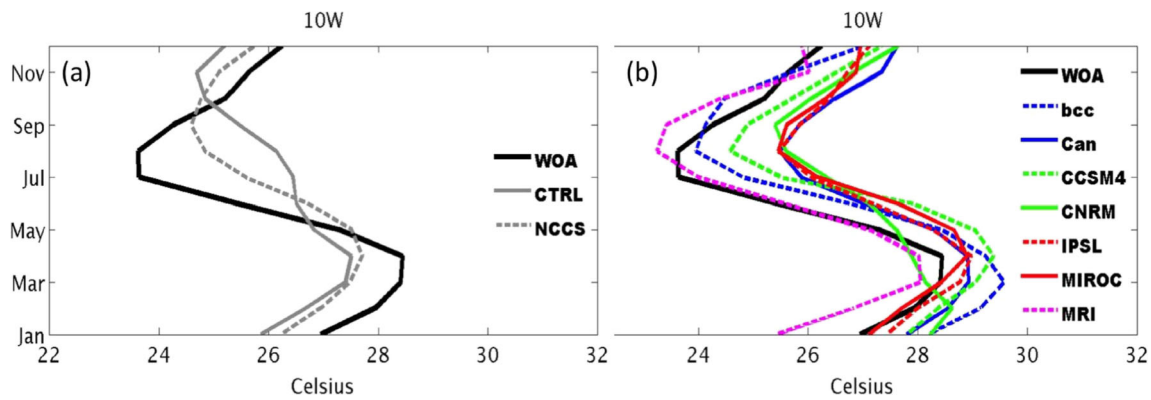 10W
(a)
Nov
Sep
Jul
May
Mar
Jan
22 24 26 28 30 32
Celsius
WOA
CTRL
NCCS
10W
(b)
24 26 28 30 32
Celsius
WOA
bcc
Can
CCSM4
CNRM
IPSL
MIROC
MRI